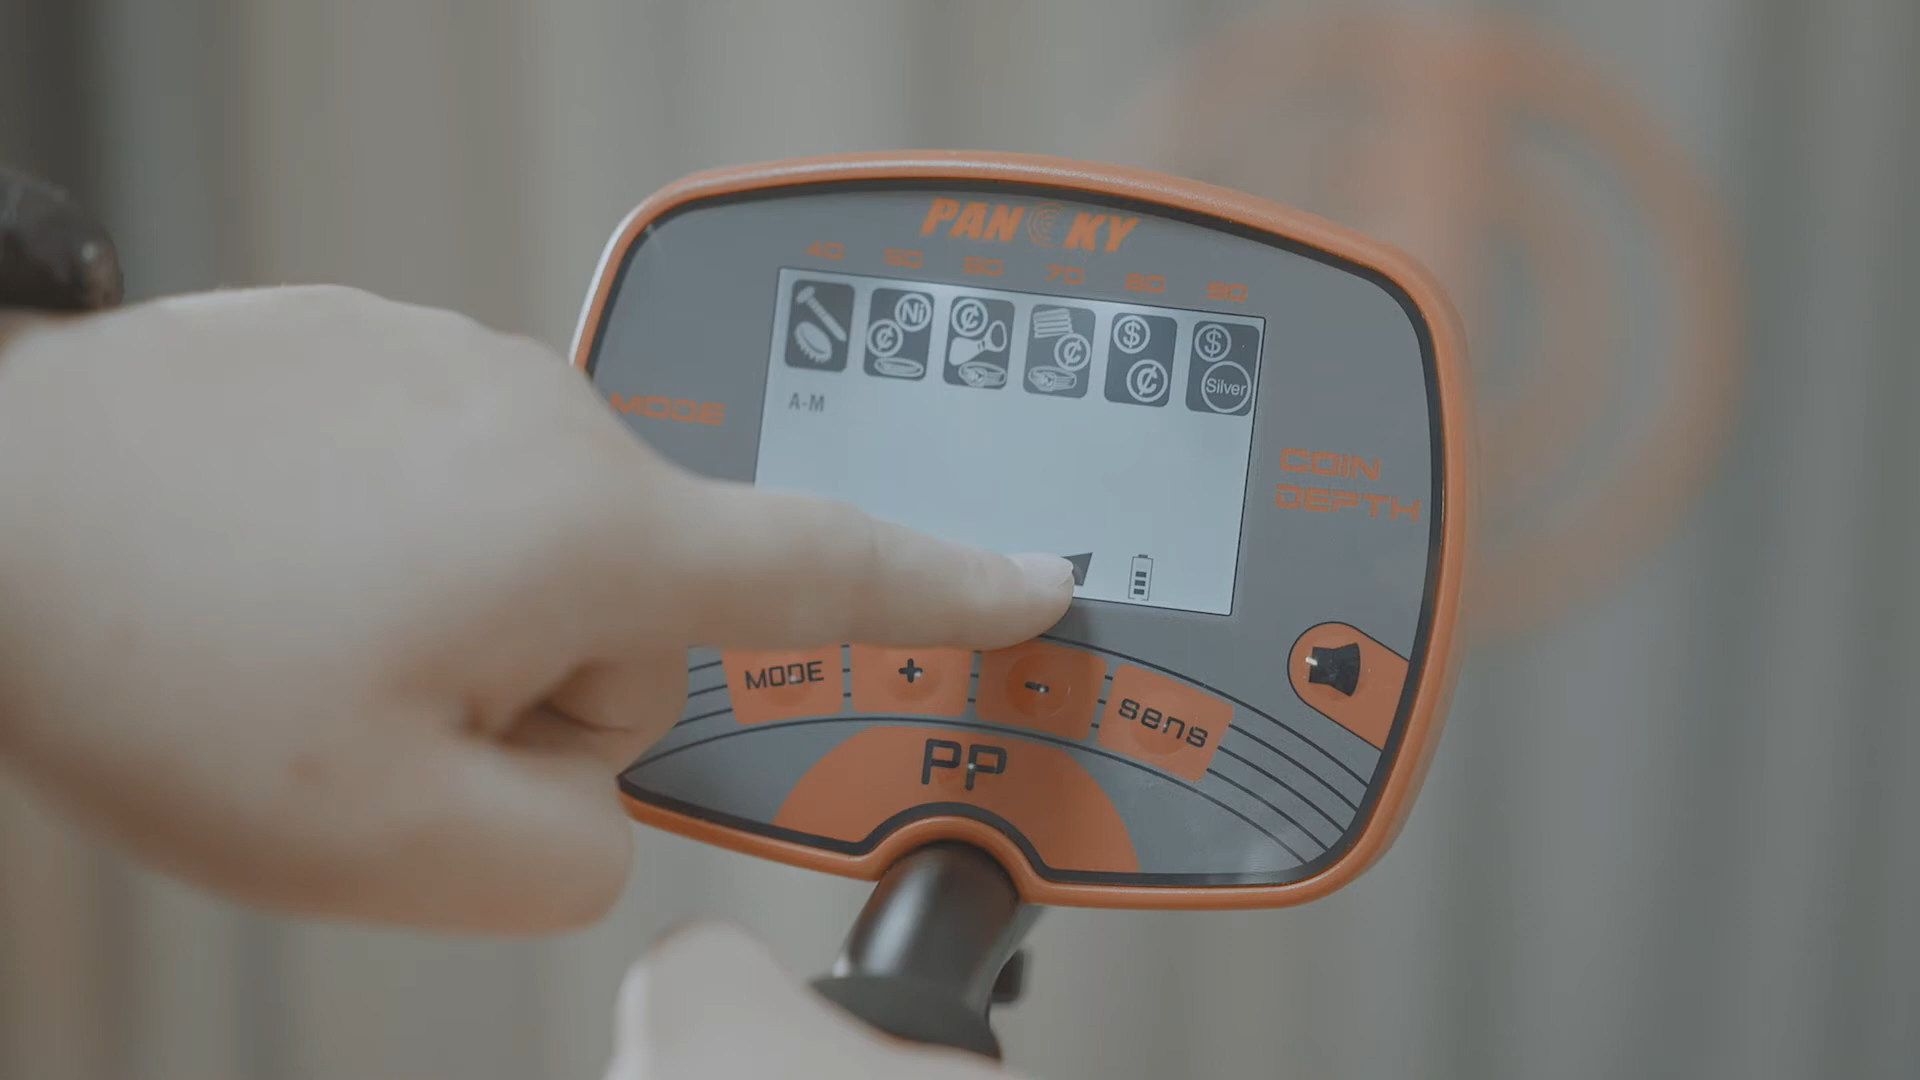 PAN KY
40 50 60 70 80 90
Ni ¢
¢
¢
$ ¢
$ Silver
A-M
MODE
COIN
DEPTH
MODE + - sens
PP